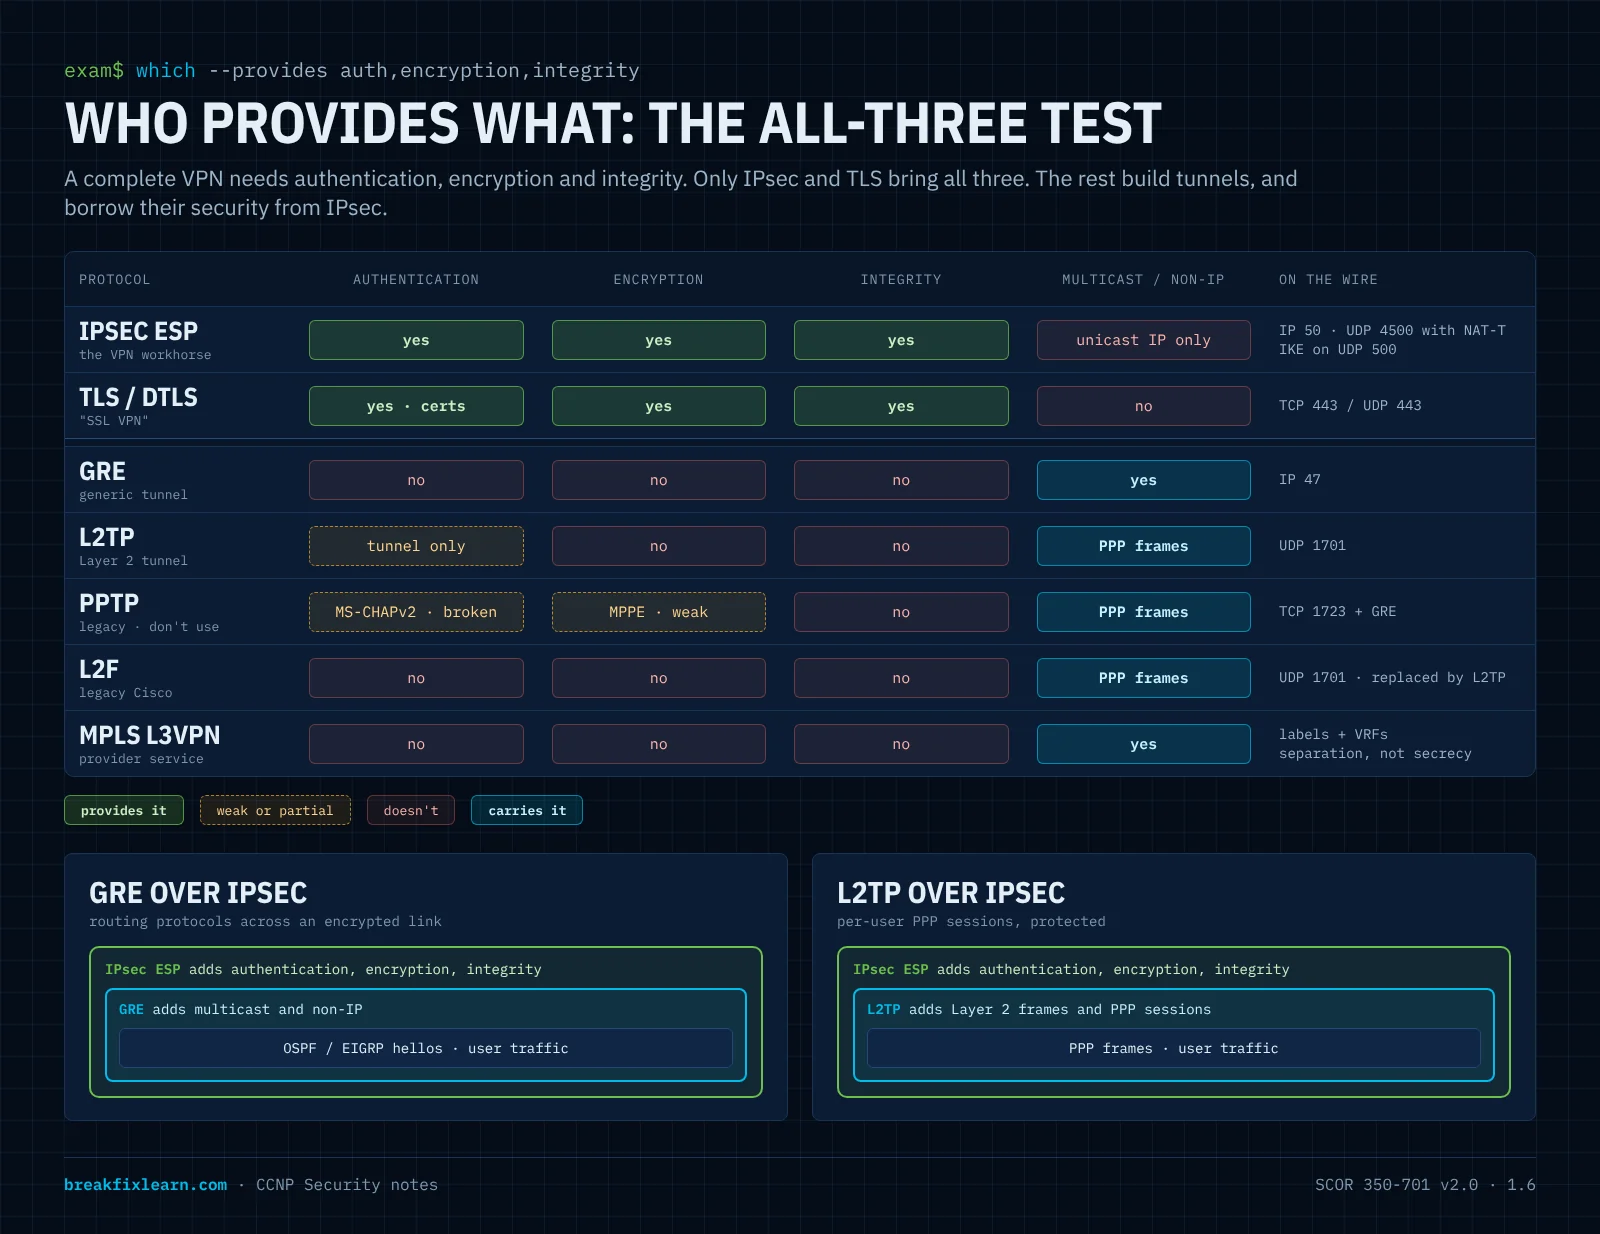 exam$ which --provides auth,encryption,integrity
WHO PROVIDES WHAT: THE ALL-THREE TEST
A complete VPN needs authentication, encryption and integrity. Only IPsec and TLS bring all three. The rest build tunnels, and
borrow their security from IPsec.
PROTOCOL AUTHENTICATION ENCRYPTION INTEGRITY MULTICAST / NON-IP ON THE WIRE
IPSEC ESP
the VPN workhorse
yes yes yes unicast IP only
IP 50 · UDP 4500 with NAT-T
IKE on UDP 500
TLS / DTLS
"SSL VPN"
yes · certs yes yes no TCP 443 / UDP 443
GRE
generic tunnel
no no no yes IP 47
L2TP
Layer 2 tunnel
tunnel only no no PPP frames UDP 1701
PPTP
legacy · don't use
MS-CHAPv2 · broken MPPE · weak no PPP frames TCP 1723 + GRE
L2F
legacy Cisco
no no no PPP frames UDP 1701 · replaced by L2TP
MPLS L3VPN
provider service
no no no yes
labels + VRFs
separation, not secrecy
provides it weak or partial doesn't carries it
GRE OVER IPSEC
routing protocols across an encrypted link
IPsec ESP adds authentication, encryption, integrity
GRE adds multicast and non-IP
OSPF / EIGRP hellos · user traffic
L2TP OVER IPSEC
per-user PPP sessions, protected
IPsec ESP adds authentication, encryption, integrity
L2TP adds Layer 2 frames and PPP sessions
PPP frames · user traffic
breakfixlearn.com · CCNP Security notes
SCOR 350-701 v2.0 · 1.6